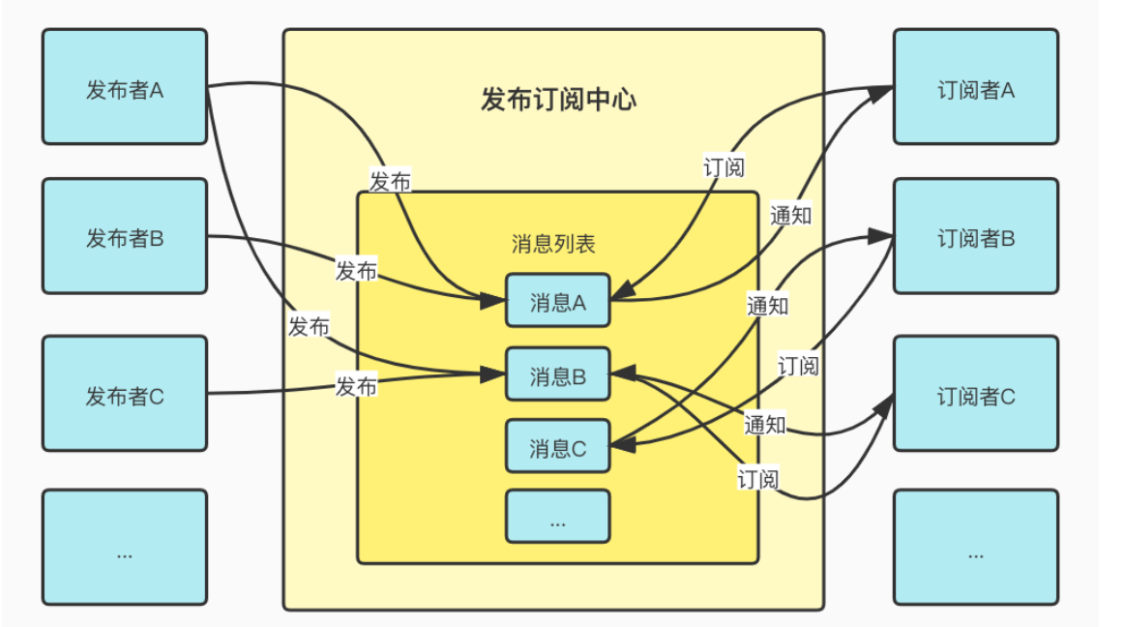 发布者A
发布者B
发布者C
...
发布订阅中心
消息列表
消息A
消息B
消息C
...
发布
发布
发布
发布
订阅
通知
通知
订阅
通知
订阅
订阅者A
订阅者B
订阅者C
...